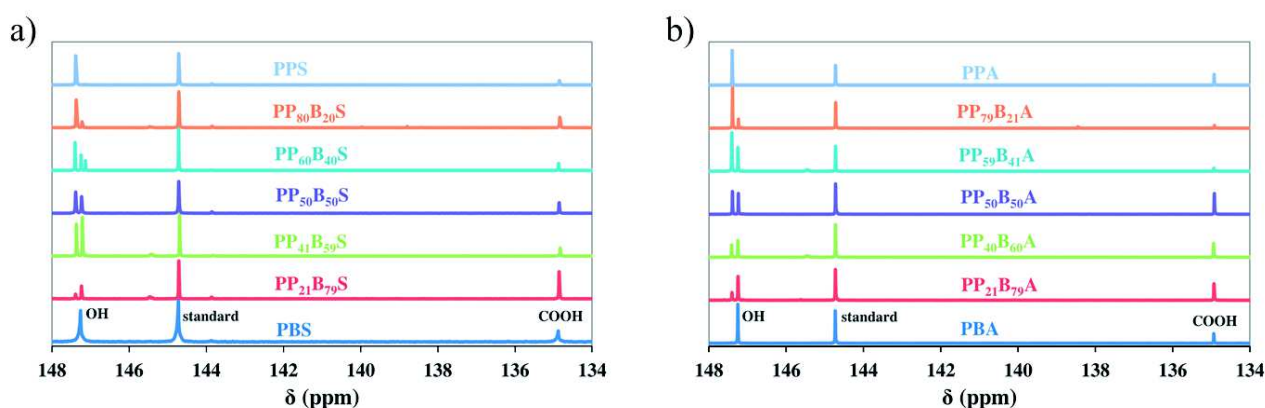 a)
PPS
PP₈₀B₂₀S
PP₆₀B₄₀S
PP₅₀B₅₀S
PP₄₁B₅₉S
PP₂₁B₇₉S
OH
standard
COOH
PBS
148 146 144 142 140 138 136 134
δ (ppm)
b)
PPA
PP₇₉B₂₁A
PP₅₉B₄₁A
PP₅₀B₅₀A
PP₄₀B₆₀A
PP₂₁B₇₉A
OH
standard
COOH
PBA
148 146 144 142 140 138 136 134
δ (ppm)